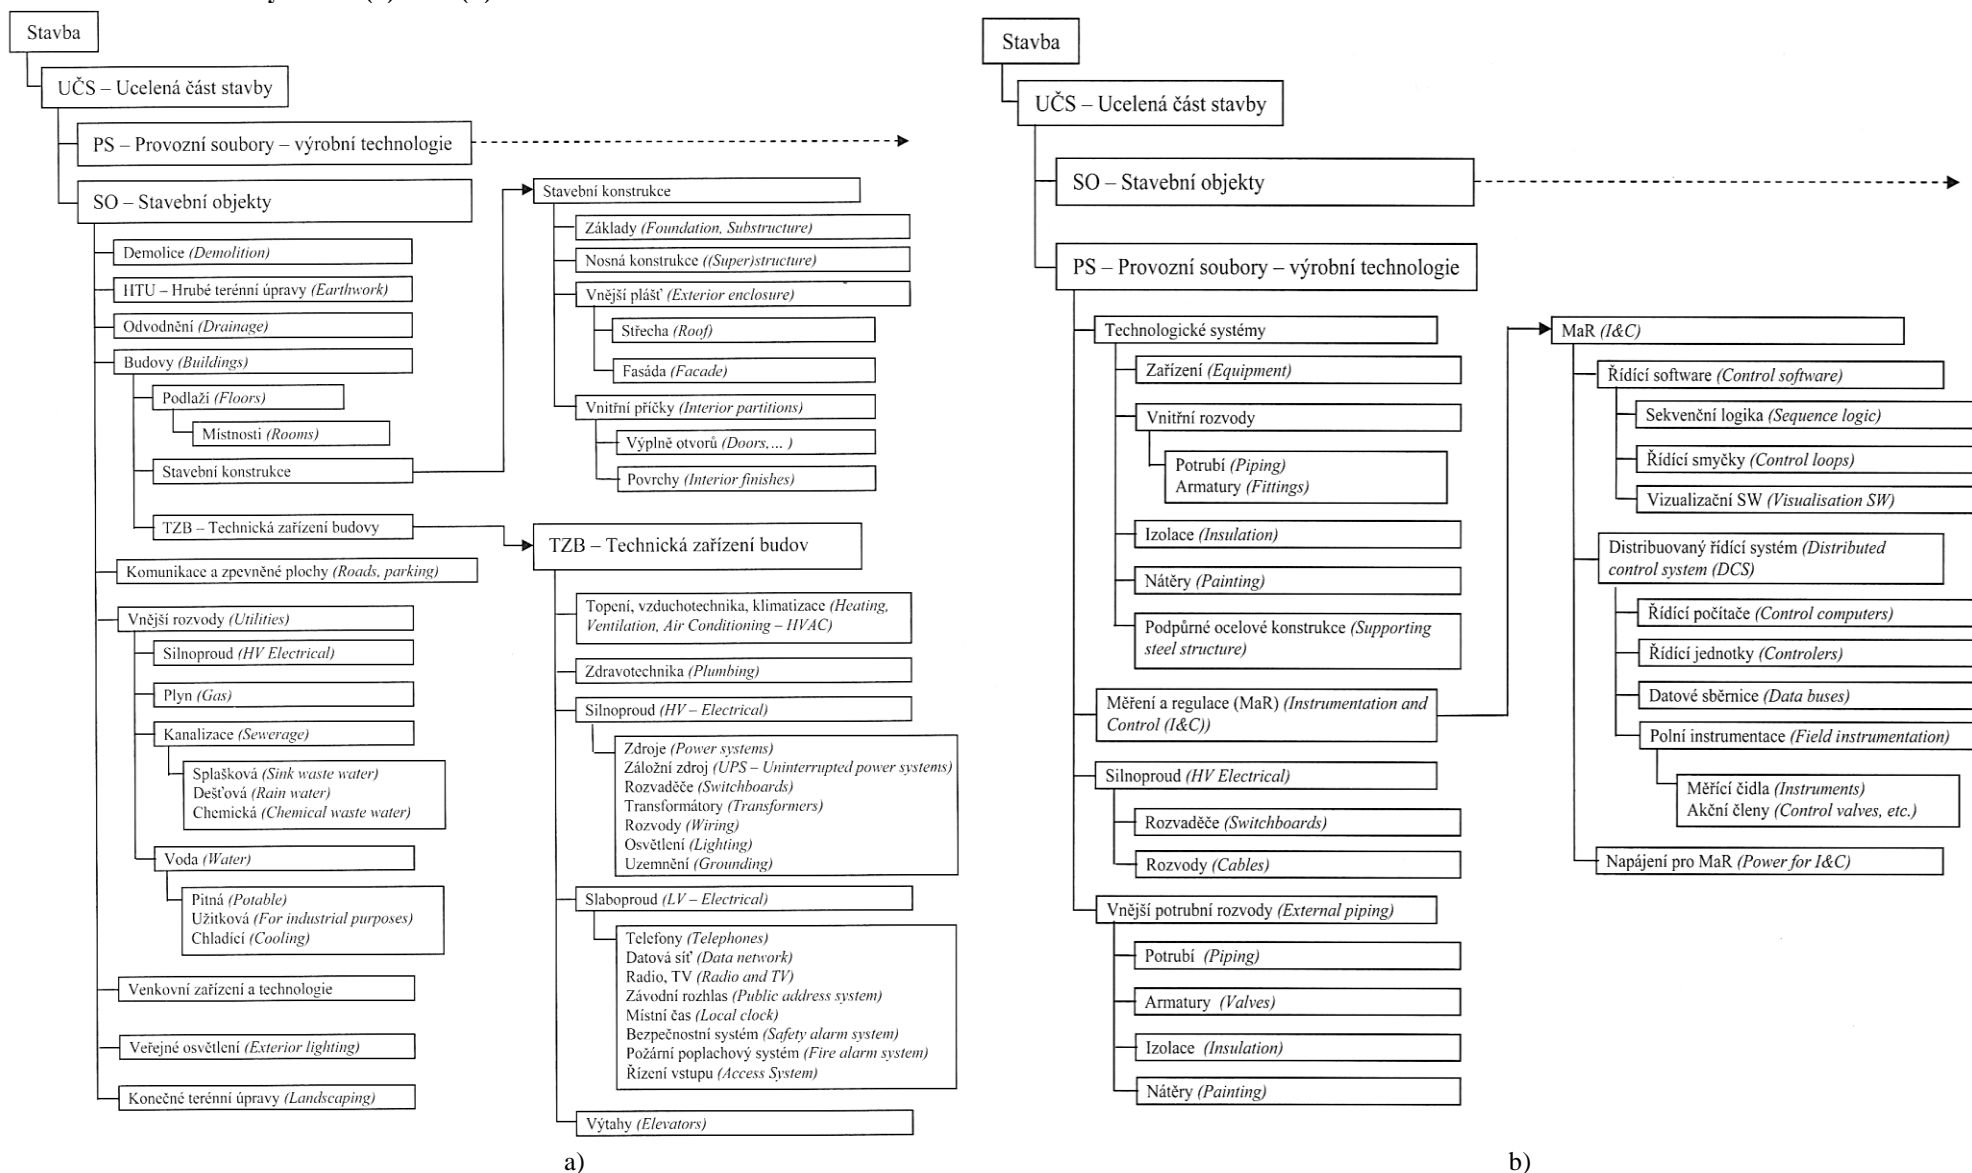 Stavba
UČS – Ucelená část stavby
PS – Provozní soubory – výrobní technologie
SO – Stavební objekty
Demolice (Demolition)
HTU – Hrubé terénní úpravy (Earthwork)
Odvodnění (Drainage)
Budovy (Buildings)
Podlaží (Floors)
Místnosti (Rooms)
Stavební konstrukce
TZB – Technická zařízení budovy
Komunikace a zpevněné plochy (Roads, parking)
Vnější rozvody (Utilities)
Silnoproud (HV Electrical)
Plyn (Gas)
Kanalizace (Sewerage)
Splašková (Sink waste water)
Dešťová (Rain water)
Chemická (Chemical waste water)
Voda (Water)
Pitná (Potable)
Užitková (For industrial purposes)
Chladící (Cooling)
Venkovní zařízení a technologie
Veřejné osvětlení (Exterior lighting)
Konečné terénní úpravy (Landscaping)
Stavební konstrukce
Základy (Foundation, Substructure)
Nosná konstrukce ((Super)structure)
Vnější plášť (Exterior enclosure)
Střecha (Roof)
Fasáda (Facade)
Vnitřní příčky (Interior partitions)
Výplně otvorů (Doors,... )
Povrchy (Interior finishes)
TZB – Technická zařízení budov
Topení, vzduchotechnika, klimatizace (Heating,
Ventilation, Air Conditioning – HVAC)
Zdravotechnika (Plumbing)
Silnoproud (HV – Electrical)
Zdroje (Power systems)
Záložní zdroj (UPS – Uninterrupted power systems)
Rozvaděče (Switchboards)
Transformátory (Transformers)
Rozvody (Wiring)
Osvětlení (Lighting)
Uzemnění (Grounding)
Slaboproud (LV – Electrical)
Telefony (Telephones)
Datová síť (Data network)
Radio, TV (Radio and TV)
Závodní rozhlas (Public address system)
Místní čas (Local clock)
Bezpečnostní systém (Safety alarm system)
Požární poplachový systém (Fire alarm system)
Řízení vstupu (Access System)
Výtahy (Elevators)
a)
Stavba
UČS – Ucelená část stavby
SO – Stavební objekty
PS – Provozní soubory – výrobní technologie
Technologické systémy
Zařízení (Equipment)
Vnitřní rozvody
Potrubí (Piping)
Armatury (Fittings)
Izolace (Insulation)
Nátěry (Painting)
Podpůrné ocelové konstrukce (Supporting
steel structure)
Měření a regulace (MaR) (Instrumentation and
Control (I&C))
Silnoproud (HV Electrical)
Rozvaděče (Switchboards)
Rozvody (Cables)
Vnější potrubní rozvody (External piping)
Potrubí (Piping)
Armatury (Valves)
Izolace (Insulation)
Nátěry (Painting)
MaR (I&C)
Řídící software (Control software)
Sekvenční logika (Sequence logic)
Řídící smyčky (Control loops)
Vizualizační SW (Visualisation SW)
Distribuovaný řídící systém (Distributed
control system (DCS)
Řídící počítače (Control computers)
Řídící jednotky (Controlers)
Datové sběrnice (Data buses)
Polní instrumentace (Field instrumentation)
Měřící čidla (Instruments)
Akční členy (Control valves, etc.)
Napájení pro MaR (Power for I&C)
b)